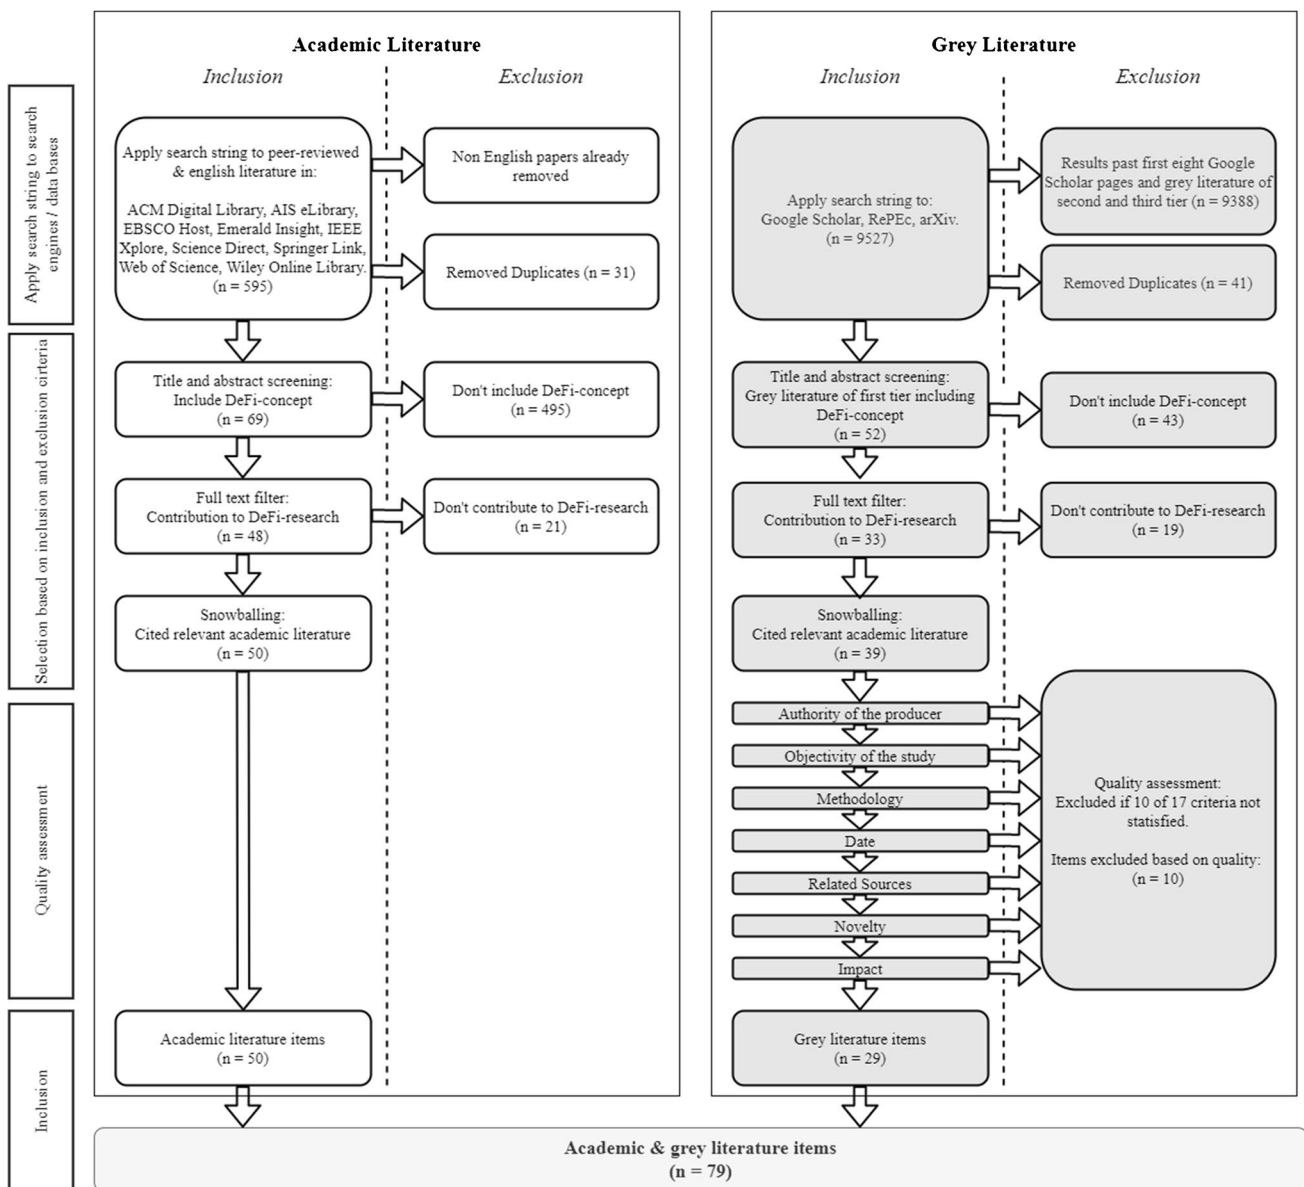 Academic Literature
Inclusion
Exclusion
Apply search string to search
engines / data bases
Apply search string to peer-reviewed
& english literature in:
ACM Digital Library, AIS eLibrary,
EBSCO Host, Emerald Insight, IEEE
Xplore, Science Direct, Springer Link,
Web of Science, Wiley Online Library.
(n = 595)
Non English papers already
removed
Removed Duplicates (n = 31)
Selection based on inclusion and exclusion cirteria
Title and abstract screening:
Include DeFi-concept
(n = 69)
Don't include DeFi-concept
(n = 495)
Full text filter:
Contribution to DeFi-research
(n = 48)
Don't contribute to DeFi-research
(n = 21)
Snowballing:
Cited relevant academic literature
(n = 50)
Quality assessment
Inclusion
Academic literature items
(n = 50)
Grey Literature
Inclusion
Exclusion
Apply search string to:
Google Scholar, RePEc, arXiv.
(n = 9527)
Results past first eight Google
Scholar pages and grey literature of
second and third tier (n = 9388)
Removed Duplicates (n = 41)
Title and abstract screening:
Grey literature of first tier including
DeFi-concept
(n = 52)
Don't include DeFi-concept
(n = 43)
Full text filter:
Contribution to DeFi-research
(n = 33)
Don't contribute to DeFi-research
(n = 19)
Snowballing:
Cited relevant academic literature
(n = 39)
Authority of the producer
Objectivity of the study
Methodology
Date
Related Sources
Novelty
Impact
Quality assessment:
Excluded if 10 of 17 criteria not
statisfied.
Items excluded based on quality:
(n = 10)
Grey literature items
(n = 29)
Academic & grey literature items
(n = 79)